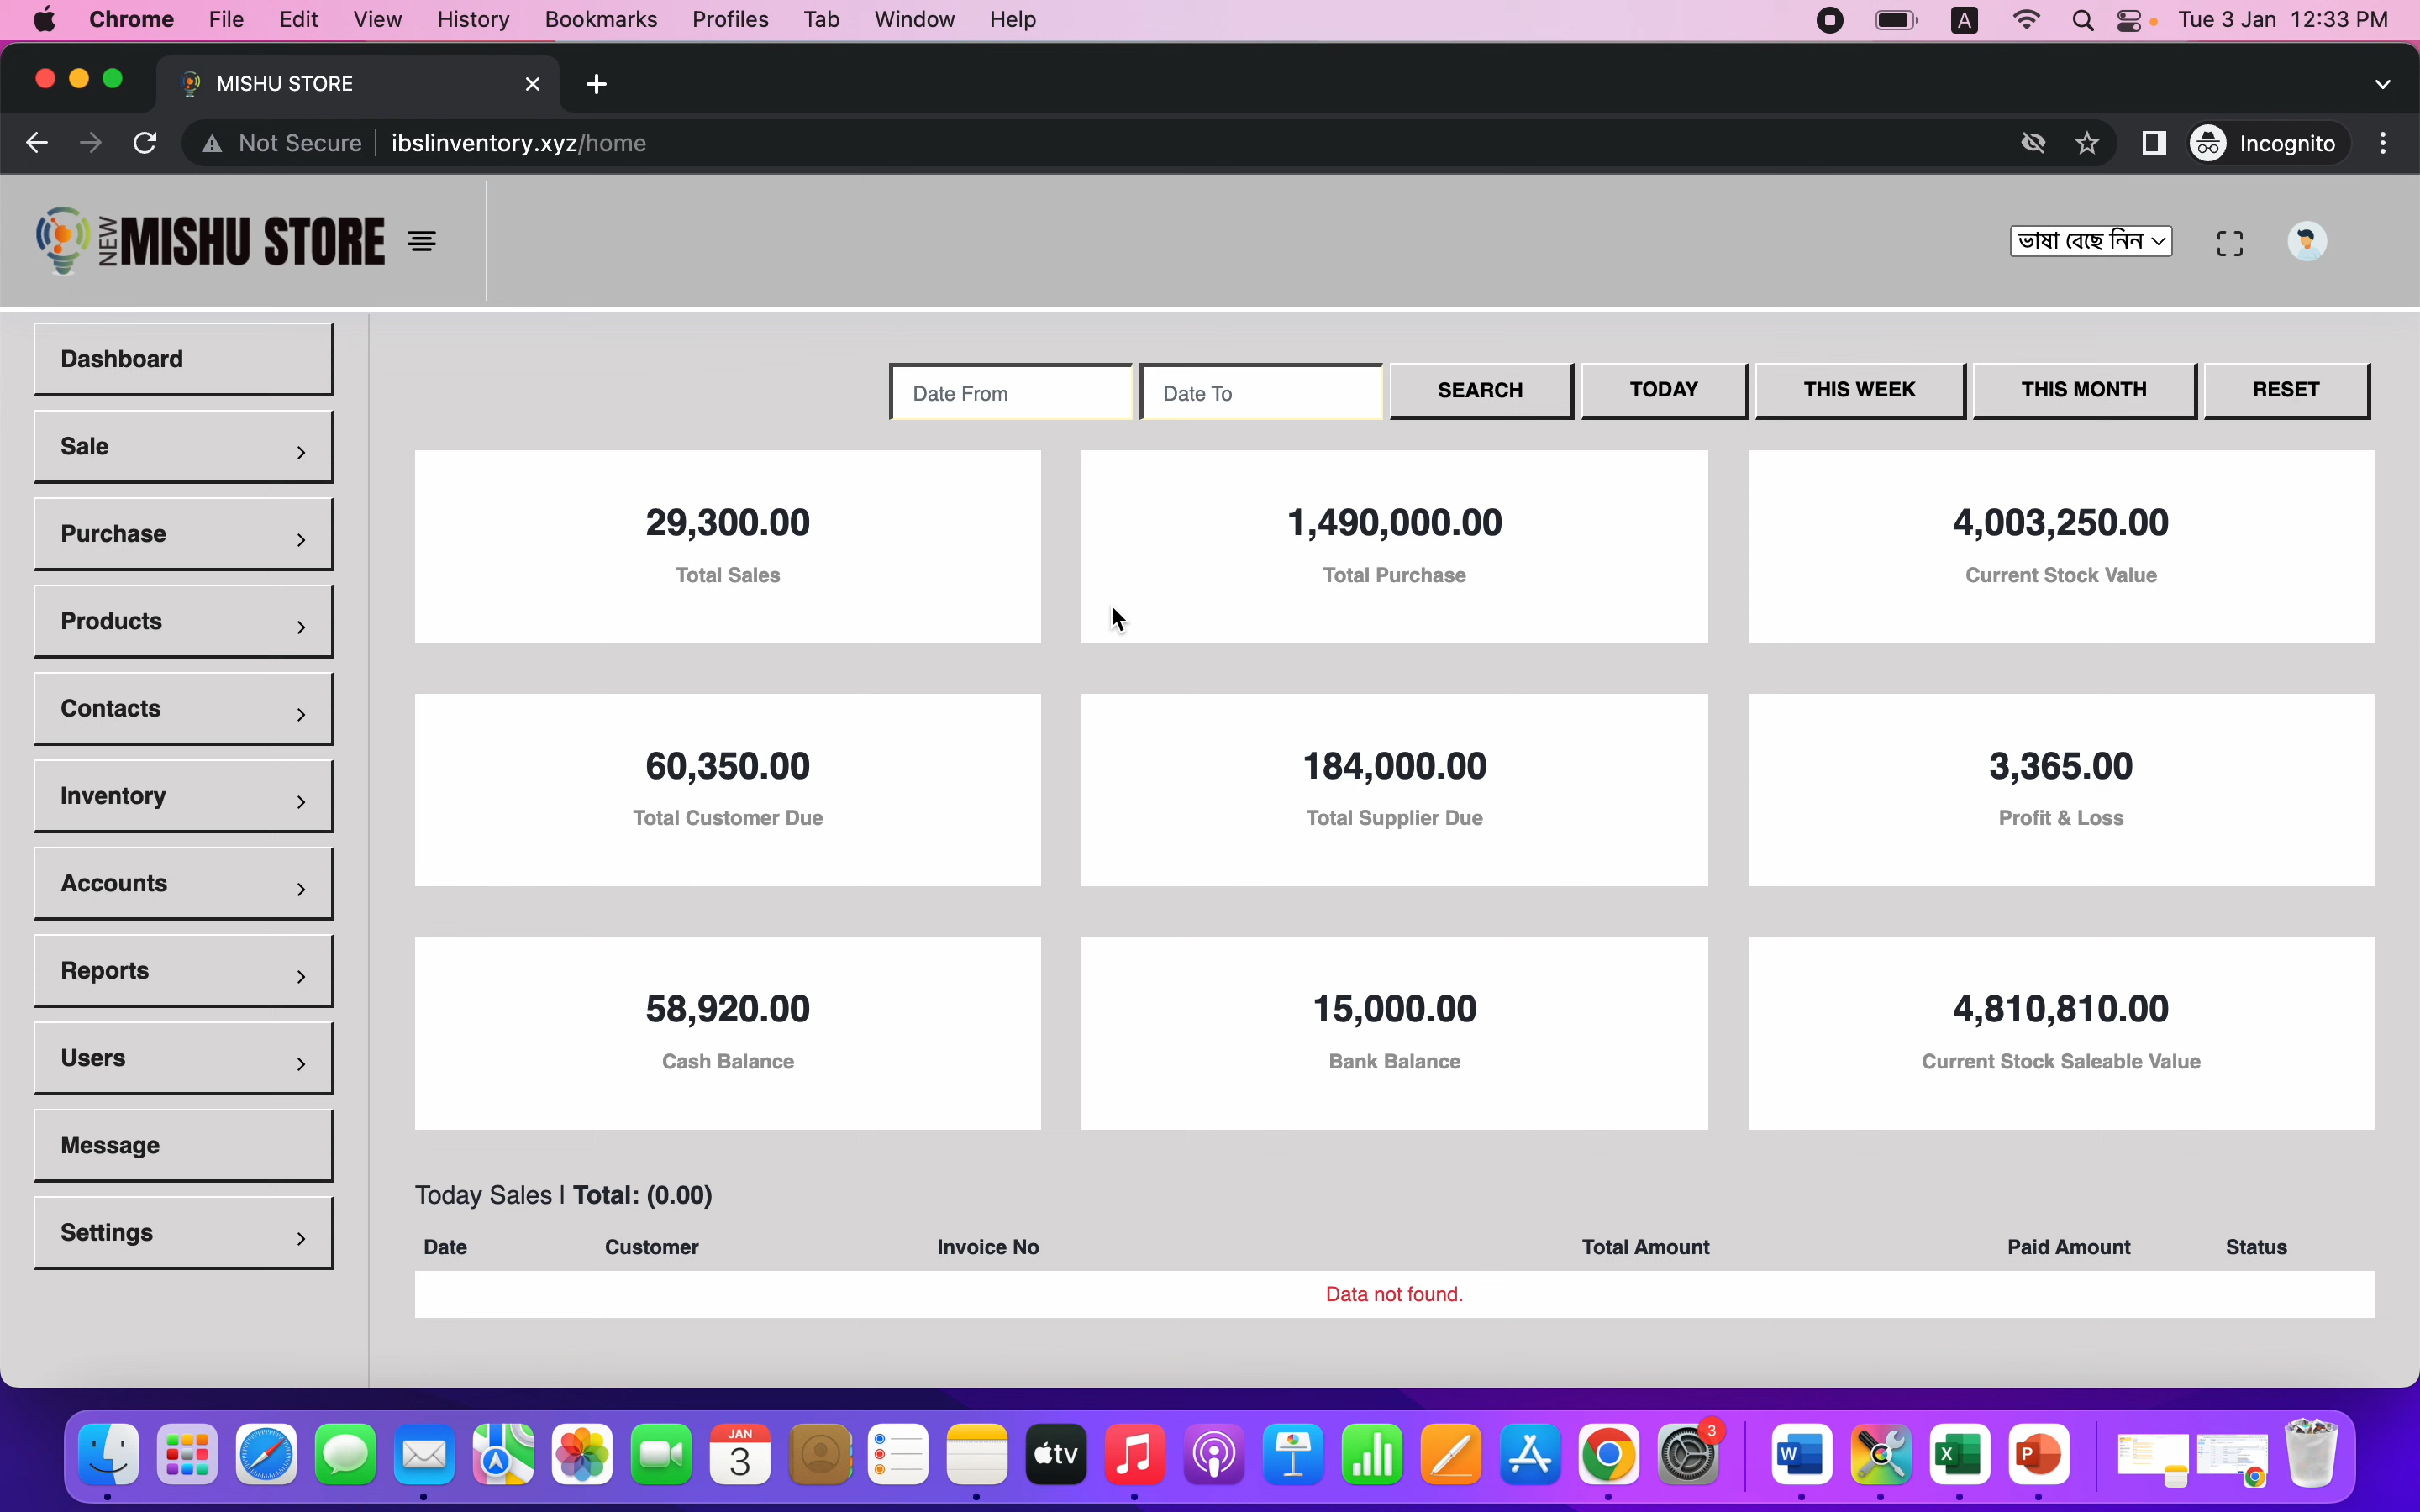 Chrome File Edit View History Bookmarks Profiles Tab Window Help A Tue 3 Jan 12:33 PM
MISHU STORE
Not Secure ibslinventory.xyz/home Incognito
NEW MISHU STORE ভাষা বেছে নিন
Dashboard
Sale
Purchase
Products
Contacts
Inventory
Accounts
Reports
Users
Message
Settings
Date From Date To SEARCH TODAY THIS WEEK THIS MONTH RESET
29,300.00 1,490,000.00 4,003,250.00
Total Sales Total Purchase Current Stock Value
60,350.00 184,000.00 3,365.00
Total Customer Due Total Supplier Due Profit & Loss
58,920.00 15,000.00 4,810,810.00
Cash Balance Bank Balance Current Stock Saleable Value
Today Sales | Total: (0.00)
Date Customer Invoice No Total Amount Paid Amount Status
Data not found.
JAN 3 tv 3 W X P